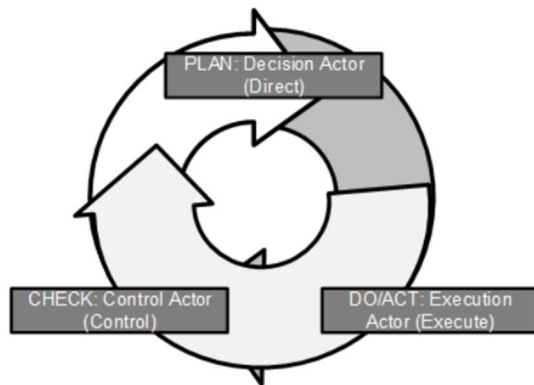 PLAN: Decision Actor
(Direct)
CHECK: Control Actor
(Control)
DO/ACT: Execution
Actor (Execute)